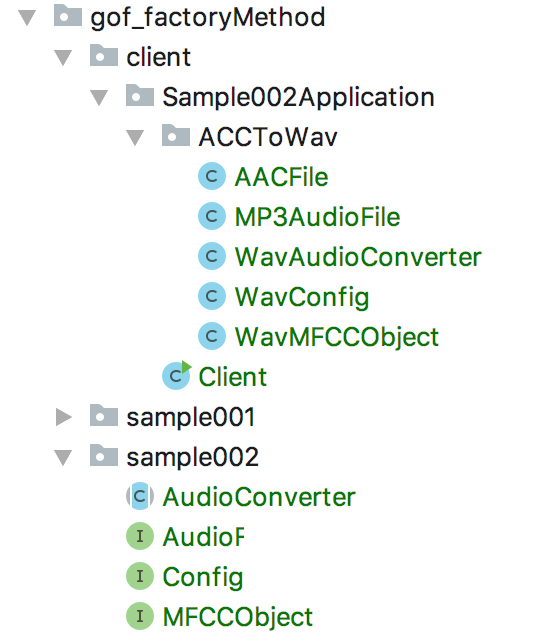 gof_factoryMethod
client
Sample002Application
ACCToWav
C AACFile
C MP3AudioFile
C WavAudioConverter
C WavConfig
C WavMFCCObject
C Client
sample001
sample002
C AudioConverter
I AudioF
I Config
I MFCCObject